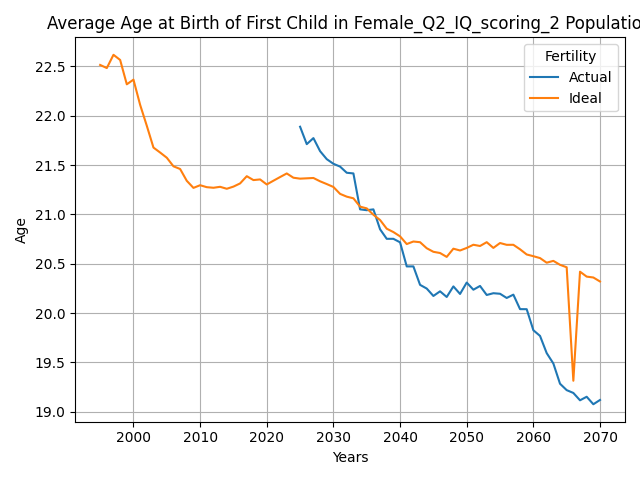 Average Age at Birth of First Child in Female_Q2_IQ_scoring_2 Populatio
Fertility
Actual
Ideal
Age
22.5
22.0
21.5
21.0
20.5
20.0
19.5
19.0
2000 2010 2020 2030 2040 2050 2060 2070
Years